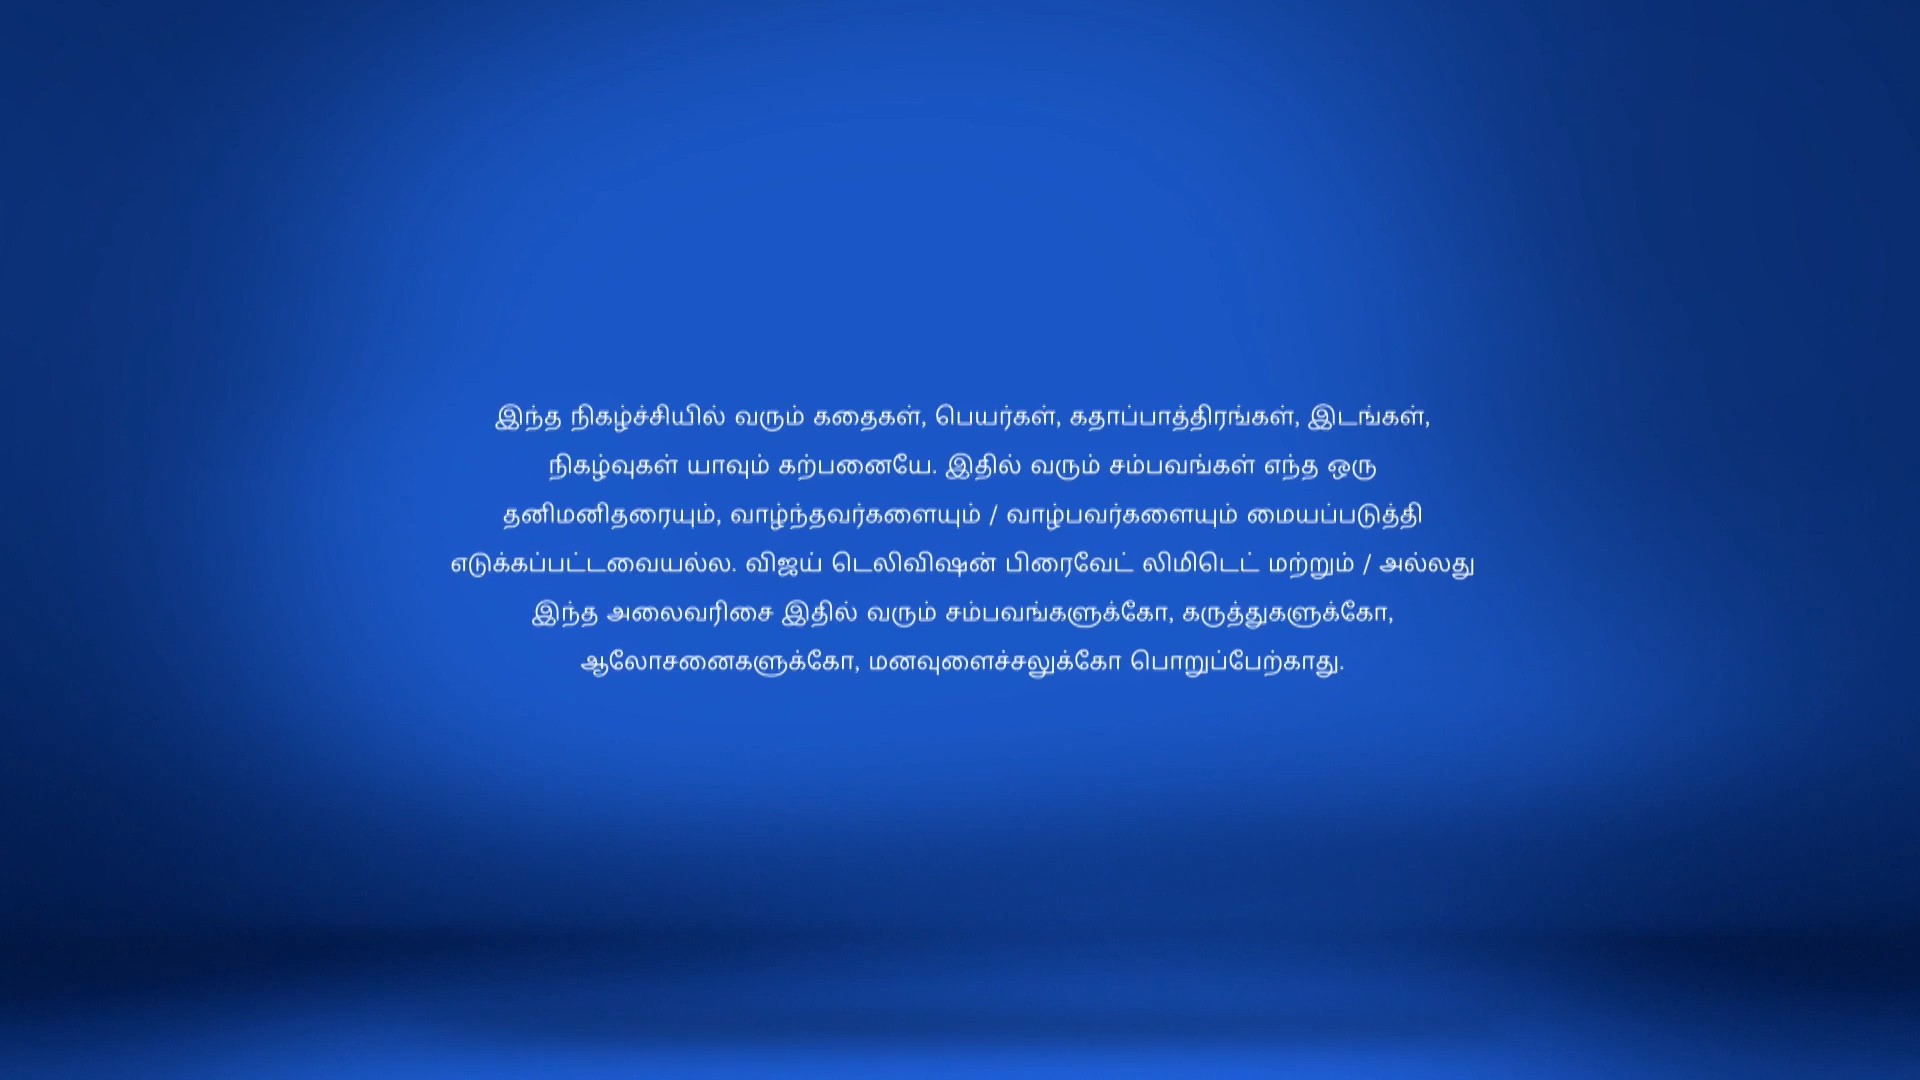 இந்த நிகழ்ச்சியில் வரும் கதைகள், பெயர்கள், கதாப்பாத்திரங்கள், இடங்கள்,
நிகழ்வுகள் யாவும் கற்பனையே. இதில் வரும் சம்பவங்கள் எந்த ஒரு
தனிமனிதரையும், வாழ்ந்தவர்களையும் / வாழ்பவர்களையும் மையப்படுத்தி
எடுக்கப்பட்டவையல்ல. விஜய் டெலிவிஷன் பிரைவேட் லிமிடெட் மற்றும் / அல்லது
இந்த அலைவரிசை இதில் வரும் சம்பவங்களுக்கோ, கருத்துகளுக்கோ,
ஆலோசனைகளுக்கோ, மனவுளைச்சலுக்கோ பொறுப்பேற்காது.